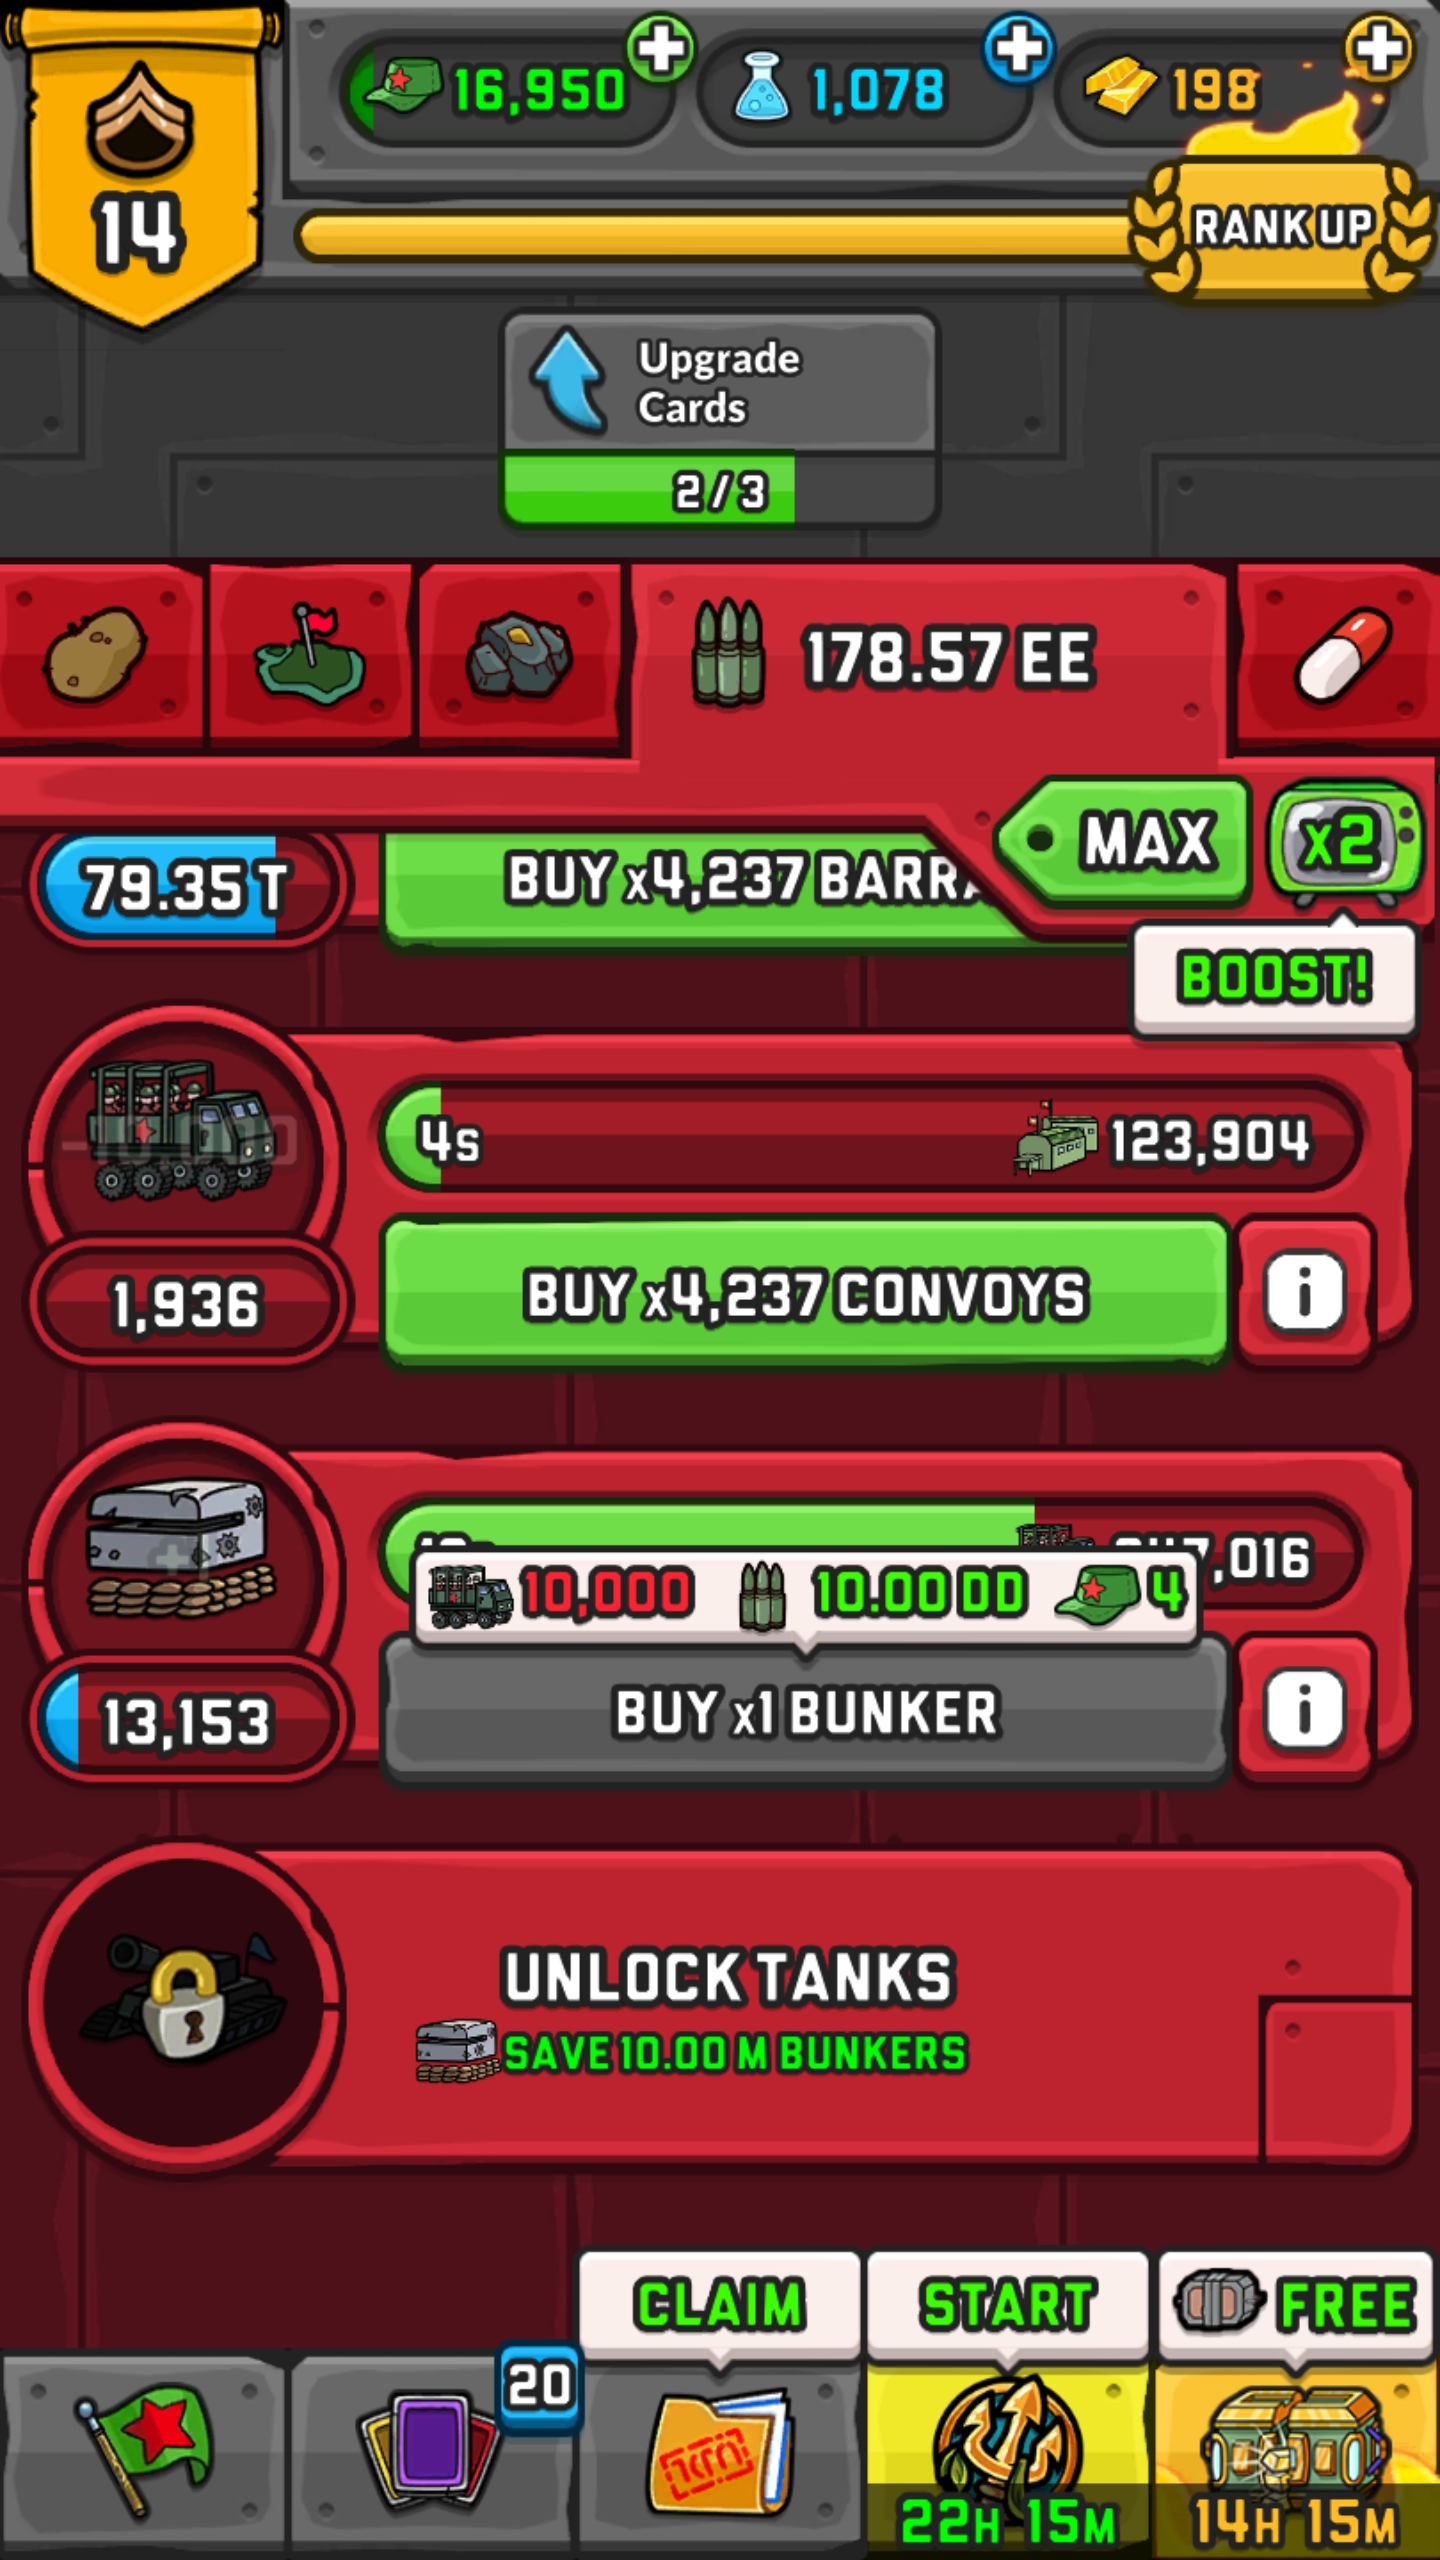 16,950
1,078
198
14
RANK UP
Upgrade
Cards
2/3
178.57 EE
MAX
x2
79.35 T
BUY x4,237
BOOST!
-10,000
4s
123,904
1,936
BUY x4,237 CONVOYS
,016
10,000
10.00 DD
4
13,153
BUY x1 BUNKER
UNLOCK TANKS
SAVE 10.00 M BUNKERS
CLAIM
START
FREE
20
22H 15M
14H 15M